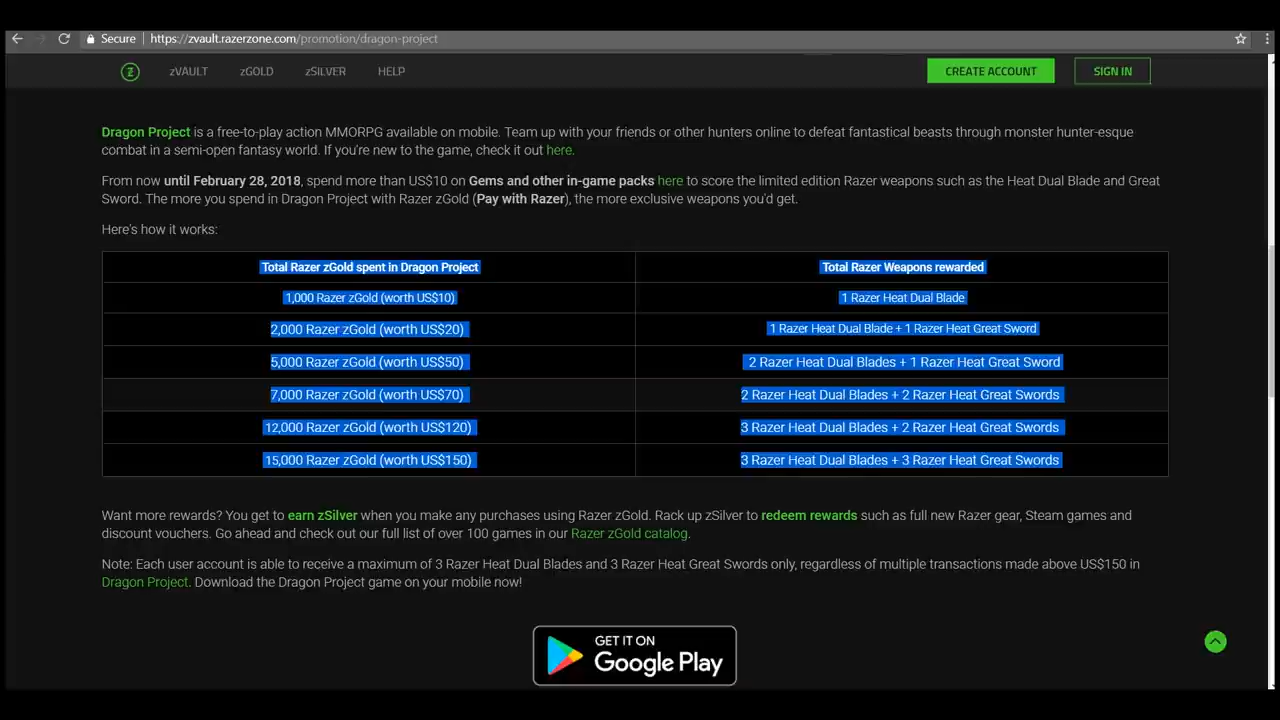 Secure | https://zvault.razerzone.com/promotion/dragon-project
zVAULT zGOLD zSILVER HELP CREATE ACCOUNT SIGN IN
Dragon Project is a free-to-play action MMORPG available on mobile. Team up with your friends or other hunters online to defeat fantastical beasts through monster hunter-esque
combat in a semi-open fantasy world. If you're new to the game, check it out here.
From now until February 28, 2018, spend more than US$10 on Gems and other in-game packs here to score the limited edition Razer weapons such as the Heat Dual Blade and Great
Sword. The more you spend in Dragon Project with Razer zGold (Pay with Razer), the more exclusive weapons you'd get.
Here's how it works:
Total Razer zGold spent in Dragon Project Total Razer Weapons rewarded
1,000 Razer zGold (worth US$10) 1 Razer Heat Dual Blade
2,000 Razer zGold (worth US$20) 1 Razer Heat Dual Blade + 1 Razer Heat Great Sword
5,000 Razer zGold (worth US$50) 2 Razer Heat Dual Blades + 1 Razer Heat Great Sword
7,000 Razer zGold (worth US$70) 2 Razer Heat Dual Blades + 2 Razer Heat Great Swords
12,000 Razer zGold (worth US$120) 3 Razer Heat Dual Blades + 2 Razer Heat Great Swords
15,000 Razer zGold (worth US$150) 3 Razer Heat Dual Blades + 3 Razer Heat Great Swords
Want more rewards? You get to earn zSilver when you make any purchases using Razer zGold. Rack up zSilver to redeem rewards such as full new Razer gear, Steam games and
discount vouchers. Go ahead and check out our full list of over 100 games in our Razer zGold catalog.
Note: Each user account is able to receive a maximum of 3 Razer Heat Dual Blades and 3 Razer Heat Great Swords only, regardless of multiple transactions made above US$150 in
Dragon Project. Download the Dragon Project game on your mobile now!
GET IT ON
Google Play